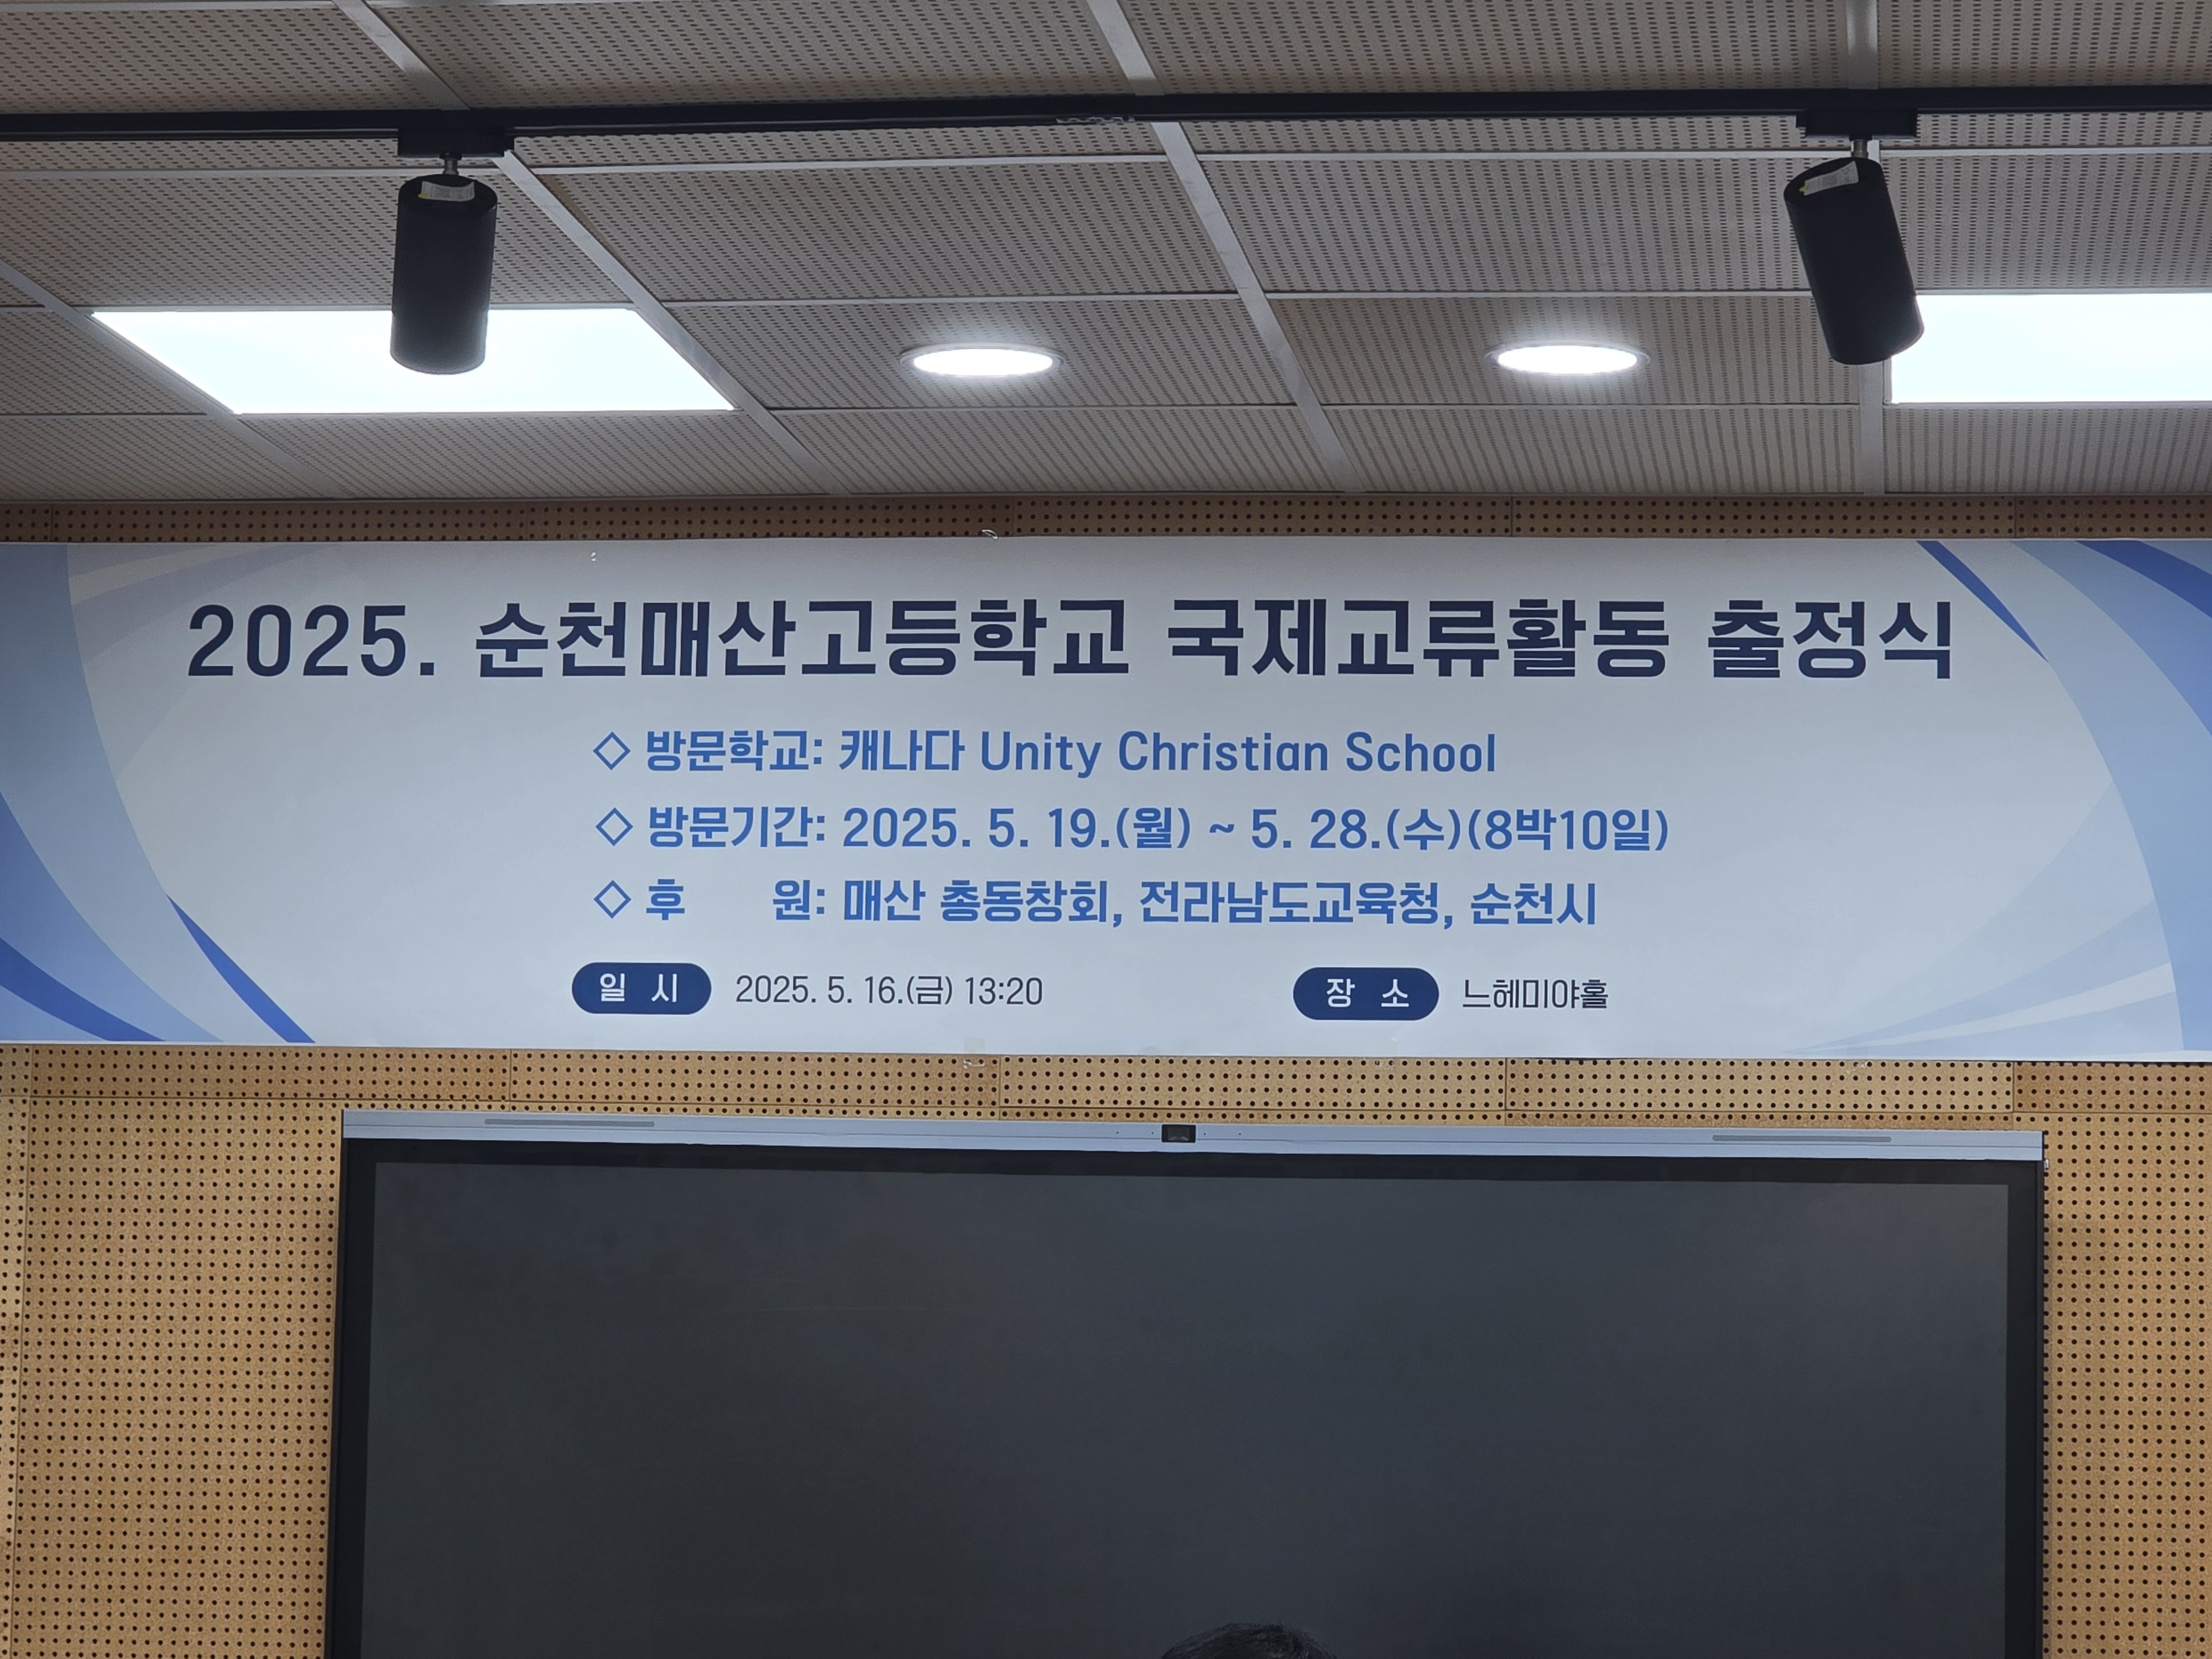 2025. 순천매산고등학교 국제교류활동 출정식
◇ 방문학교: 캐나다 Unity Christian School
◇ 방문기간: 2025. 5. 19.(월) ~ 5. 28.(수)(8박10일)
◇ 후 원: 매산 총동창회, 전라남도교육청, 순천시
일 시 2025. 5. 16.(금) 13:20 장 소 느헤미야홀